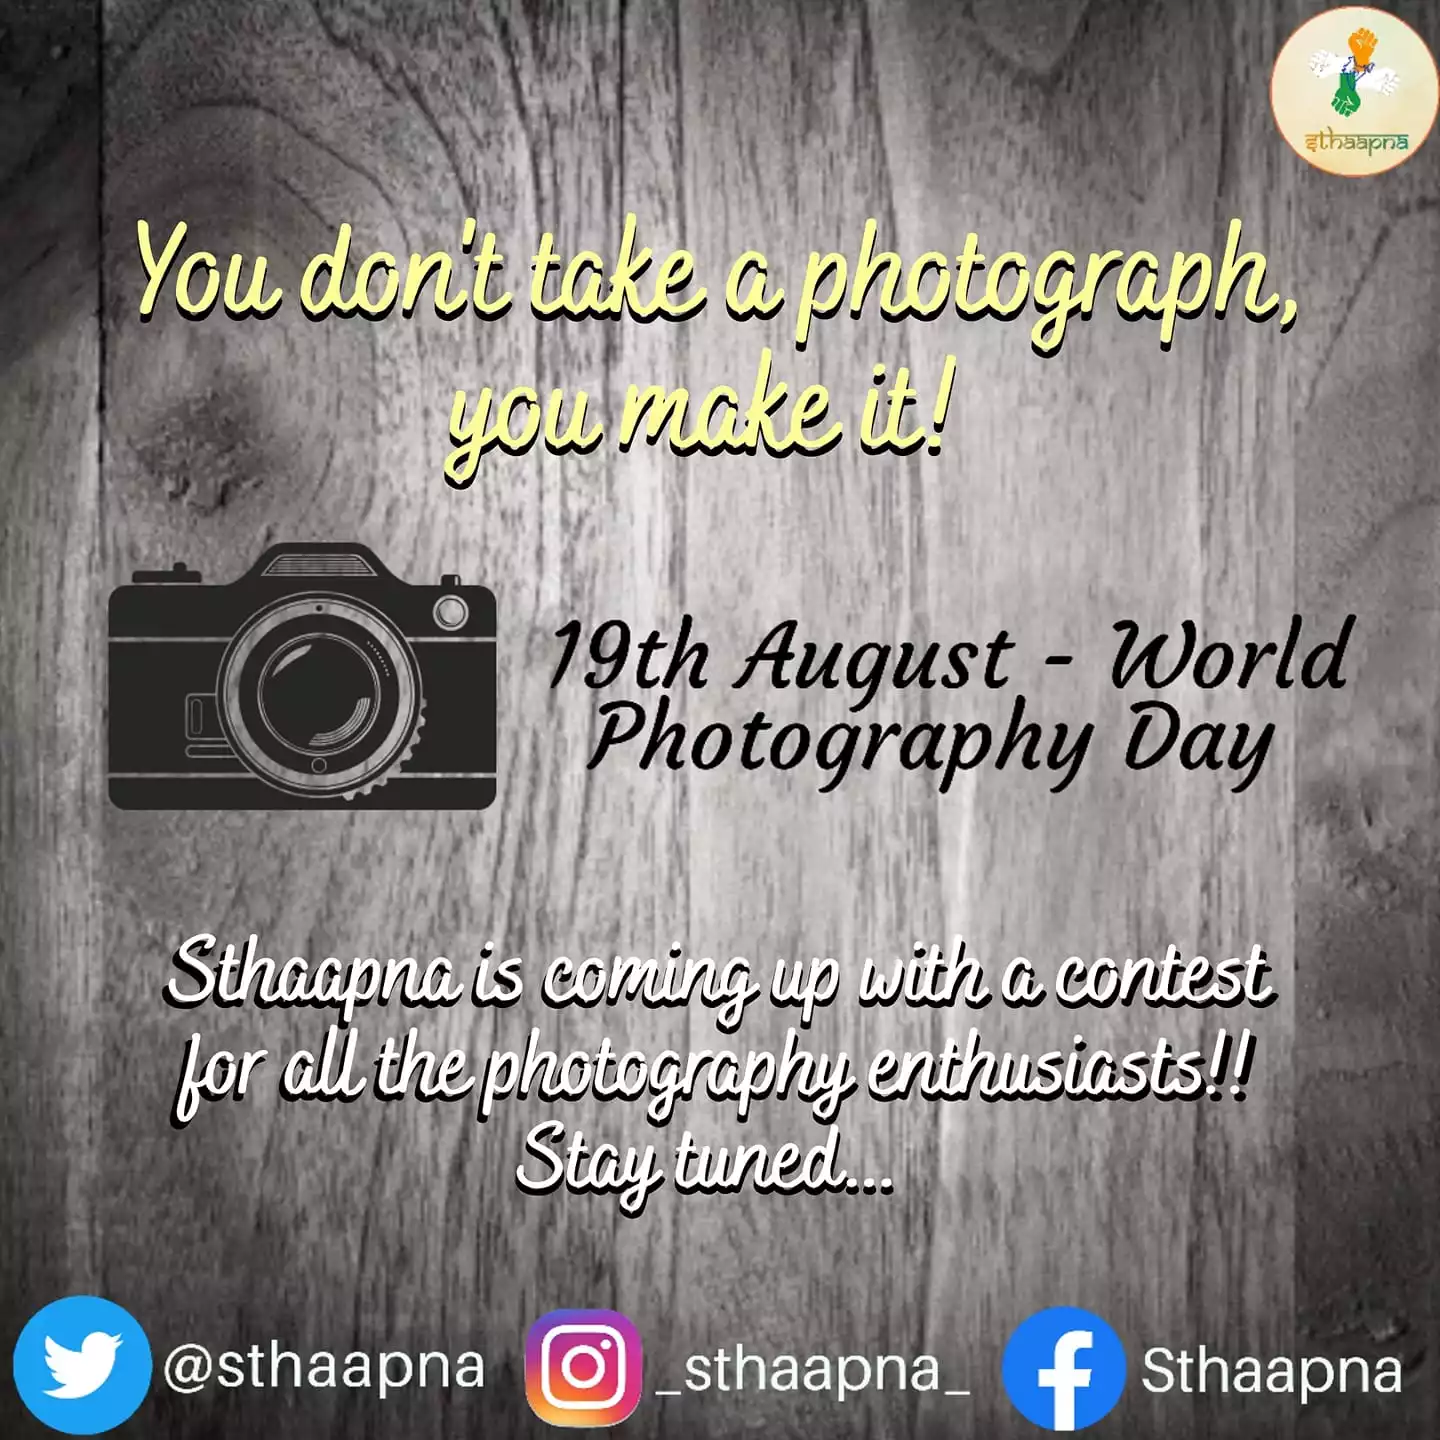 sthaapna
You don't take a photograph,
you make it!
19th August - World
Photography Day
Sthaapna is coming up with a contest
for all the photography enthusiasts!!
Stay tuned...
@sthaapna
_sthaapna_
Sthaapna